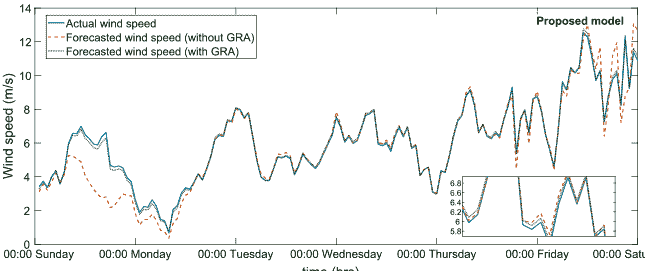 Proposed model
Actual wind speed
Forecasted wind speed (without GRA)
Forecasted wind speed (with GRA)
Wind speed (m/s)
14
12
10
8
6
4
2
0
6.8
6.6
6.4
6.2
6
5.8
00:00 Sunday 00:00 Monday 00:00 Tuesday 00:00 Wednesday 00:00 Thursday 00:00 Friday 00:00 Satu
time (hrs)